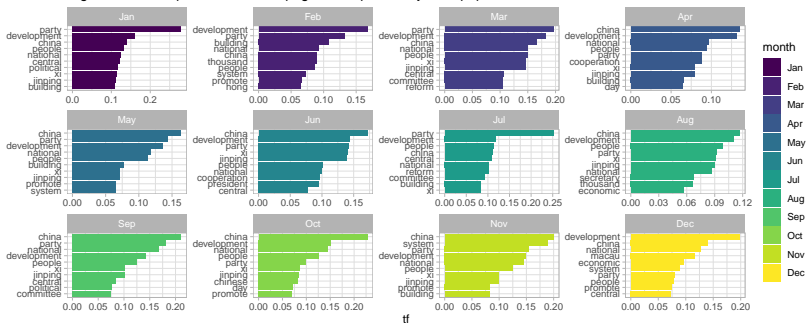 Jan
party
development
china
people
national
central
political
xi
jinping
building
0.0 0.1 0.2
Feb
development
party
building
national
china
thousand
people
system
promote
hong
0.00 0.05 0.10 0.15
Mar
party
development
china
national
people
xi
jinping
central
committee
reform
0.00 0.05 0.10 0.15 0.20
Apr
china
development
national
people
party
cooperation
xi
jinping
building
day
0.00 0.05 0.10
May
china
party
development
national
people
building
xi
jinping
promote
system
0.00 0.05 0.10 0.15
Jun
china
development
party
xi
jinping
people
national
cooperation
president
central
0.00 0.05 0.10 0.15
Jul
party
development
people
china
central
national
reform
committee
building
xi
0.00 0.05 0.10 0.15 0.20 0.25
Aug
china
development
people
party
xi
jinping
national
secretary
thousand
economic
0.00 0.03 0.06 0.09 0.12
Sep
china
party
national
development
people
xi
jinping
central
political
committee
0.00 0.05 0.10 0.15 0.20
Oct
china
development
national
people
party
xi
jinping
chinese
day
promote
0.00 0.05 0.10 0.15 0.20
Nov
china
system
party
development
national
people
xi
jinping
promote
building
0.00 0.05 0.10 0.15 0.20
Dec
development
china
national
macau
economic
system
party
people
promote
central
0.00 0.05 0.10 0.15 0.20
tf
month
Jan
Feb
Mar
Apr
May
Jun
Jul
Aug
Sep
Oct
Nov
Dec